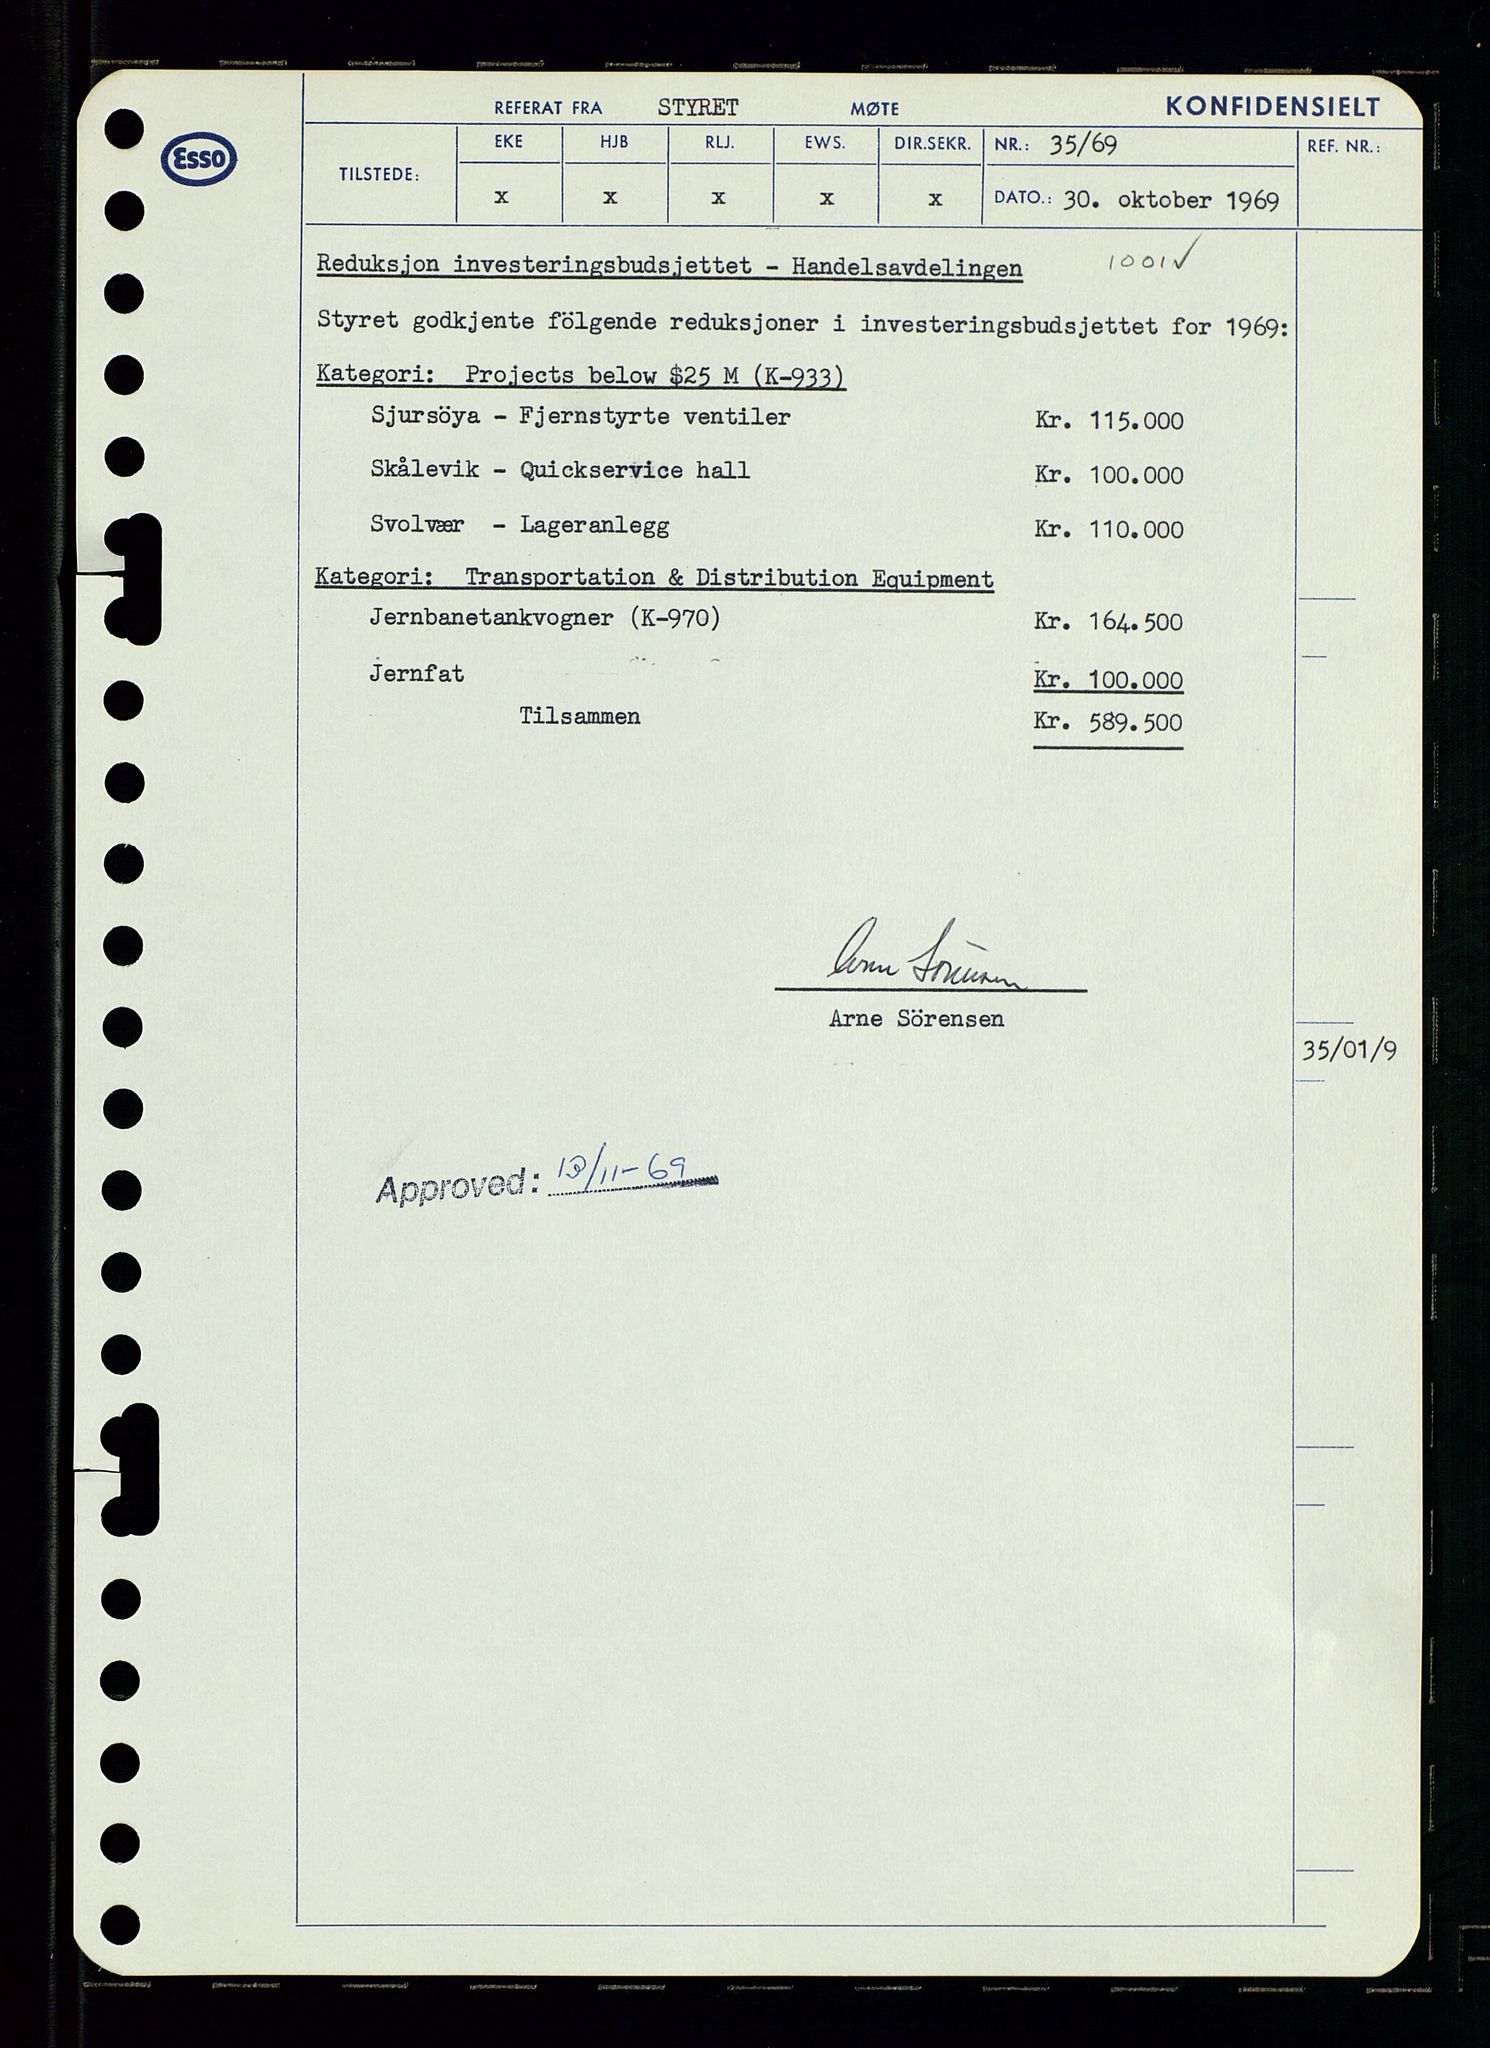 REFERAT FRA STYRET MØTE KONFIDENSIELT
Esso
TILSTEDE: EKE HJB RLJ. EWS. DIR.SEKR. NR.: 35/69 REF. NR.:
x x x x x DATO.: 30. oktober 1969
Reduksjon investeringsbudsjettet - Handelsavdelingen 1001✓
Styret godkjente fölgende reduksjoner i investeringsbudsjettet for 1969:
Kategori: Projects below $25 M (K-933)
Sjursöya - Fjernstyrte ventiler Kr. 115.000
Skålevik - Quickservice hall Kr. 100.000
Svolvær - Lageranlegg Kr. 110.000
Kategori: Transportation & Distribution Equipment
Jernbanetankvogner (K-970) Kr. 164.500
Jernfat Kr. 100.000
Tilsammen Kr. 589.500
Arne Sörensen
Arne Sörensen
35/01/9
Approved: 13/11-69